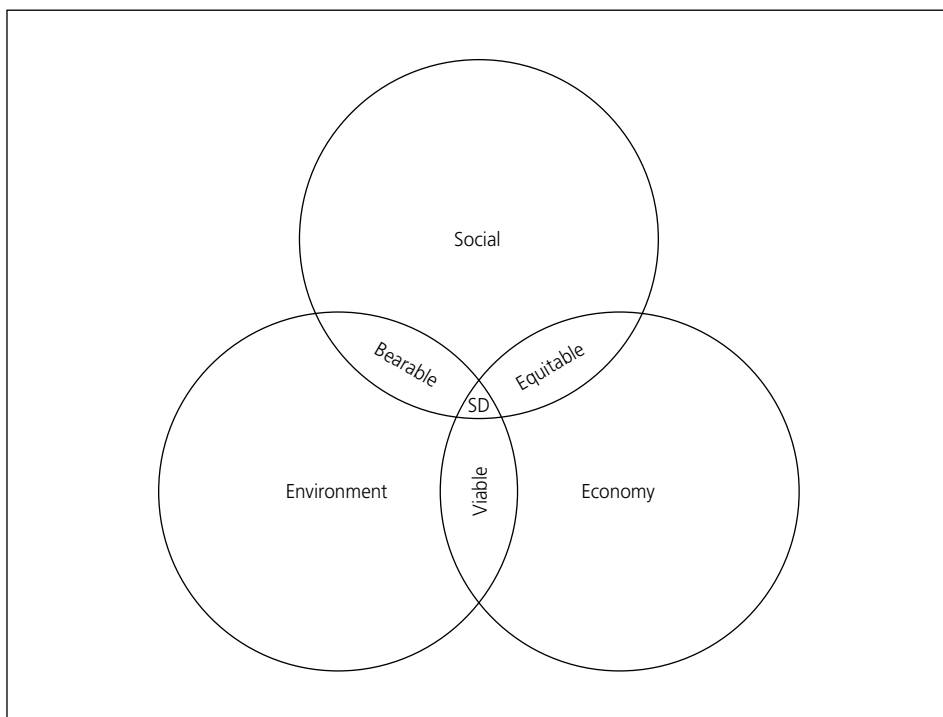 Social
Bearable
Equitable
SD
Environment
Viable
Economy